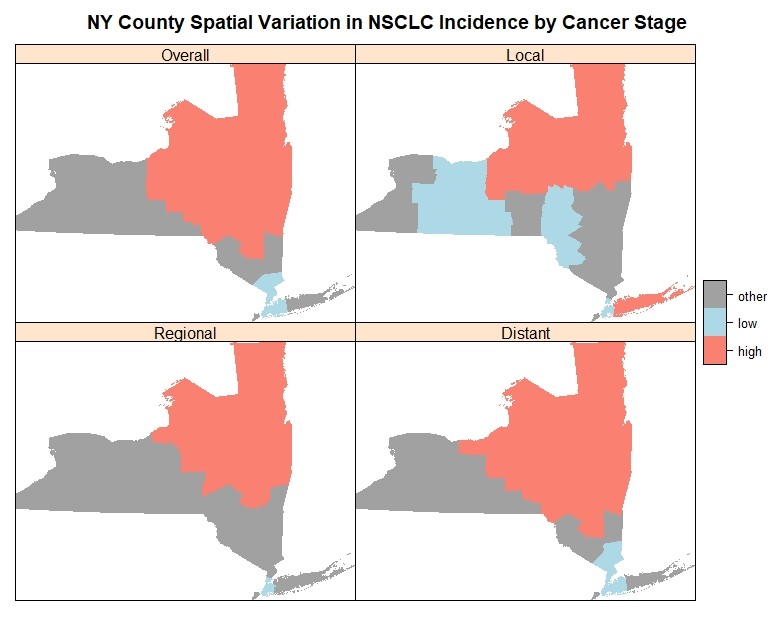 NY County Spatial Variation in NSCLC Incidence by Cancer Stage
Overall
Local
other
low
high
Regional
Distant